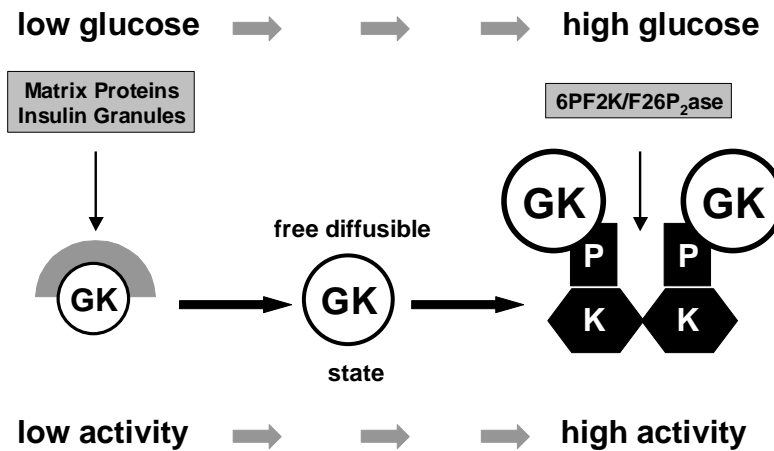 low glucose
high glucose
Matrix Proteins
Insulin Granules
6PF2K/F26P₂ase
GK
GK
free diffusible
P
P
GK
GK
K
K
state
low activity
high activity